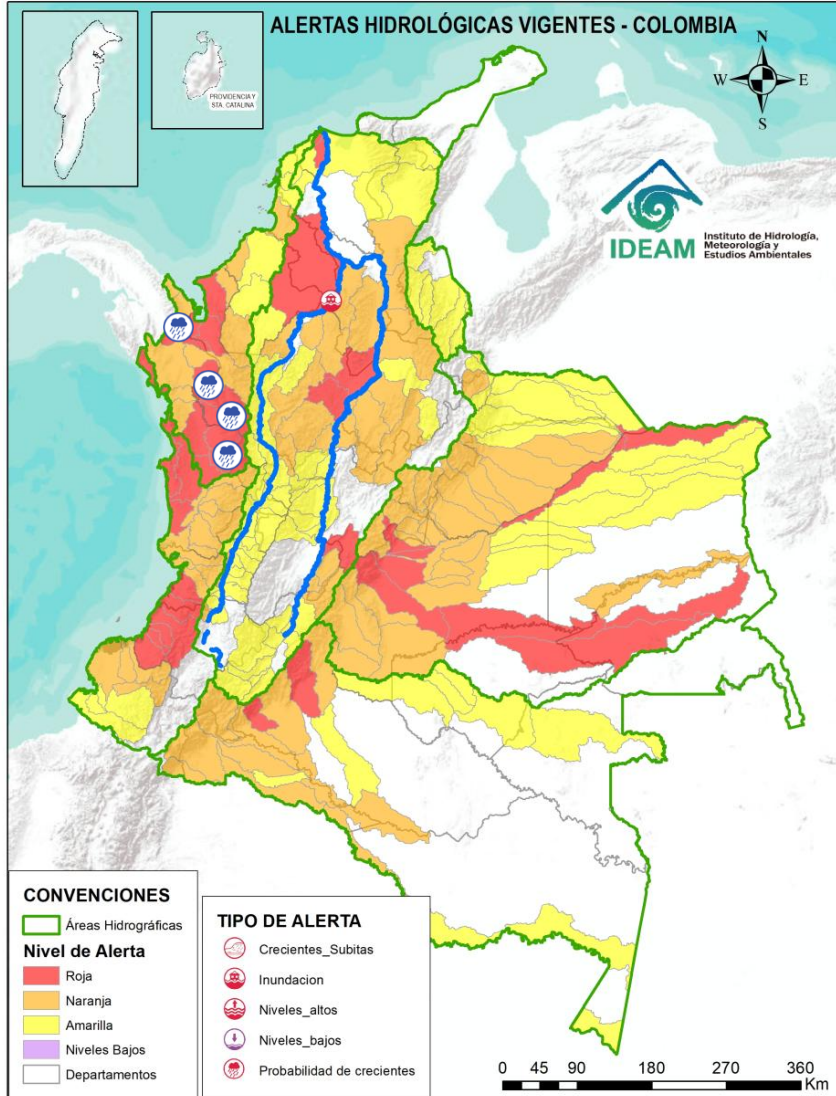 ALERTAS HIDROLÓGICAS VIGENTES - COLOMBIA
PROVIDENCIA Y
STA. CATALINA
N
W
E
S
IDEAM
Instituto de Hidrología,
Meteorología y
Estudios Ambientales
CONVENCIONES
Áreas Hidrográficas
Nivel de Alerta
Roja
Naranja
Amarilla
Niveles Bajos
Departamentos
TIPO DE ALERTA
Crecientes_Subitas
Inundacion
Niveles_altos
Niveles_bajos
Probabilidad de crecientes
0 45 90 180 270 360
Km